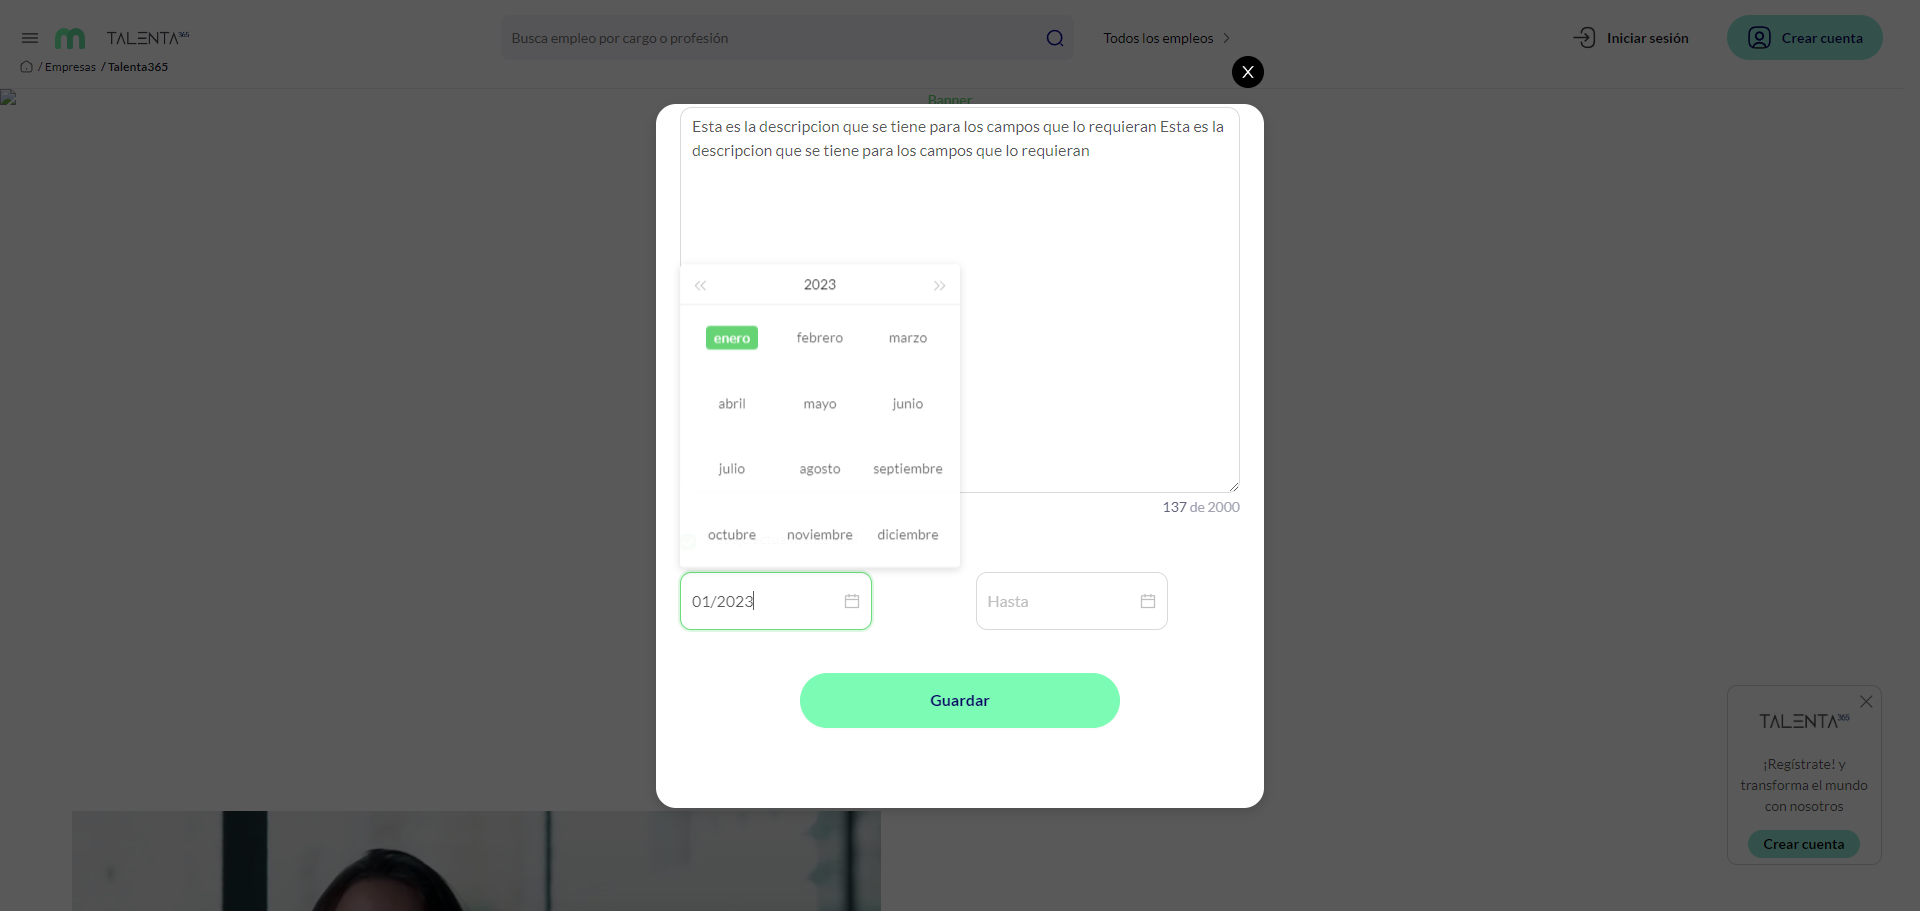 TALENTA365
Busca empleo por cargo o profesión
Todos los empleos
Iniciar sesión
Crear cuenta
/ Empresas / Talenta365
X
Banner
Esta es la descripcion que se tiene para los campos que lo requieran Esta es la
descripcion que se tiene para los campos que lo requieran
2023
enero febrero marzo
abril mayo junio
julio agosto septiembre
octubre noviembre diciembre
137 de 2000
01/2023
Hasta
Guardar
TALENTA365
¡Regístrate! y
transforma el mundo
con nosotros
Crear cuenta